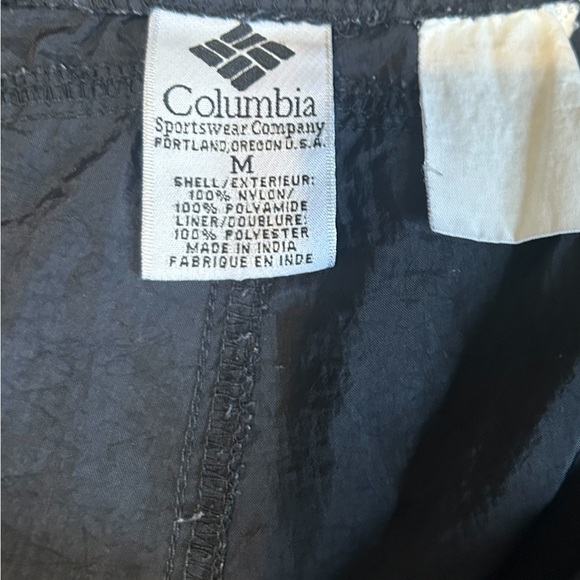 Columbia
Sportswear Company
PORTLAND, OREGON U.S.A.
M
SHELL/EXTERIEUR:
100% NYLON/
100% POLYAMIDE
LINER/DOUBLURE:
100% POLYESTER
MADE IN INDIA
FABRIQUE EN INDE